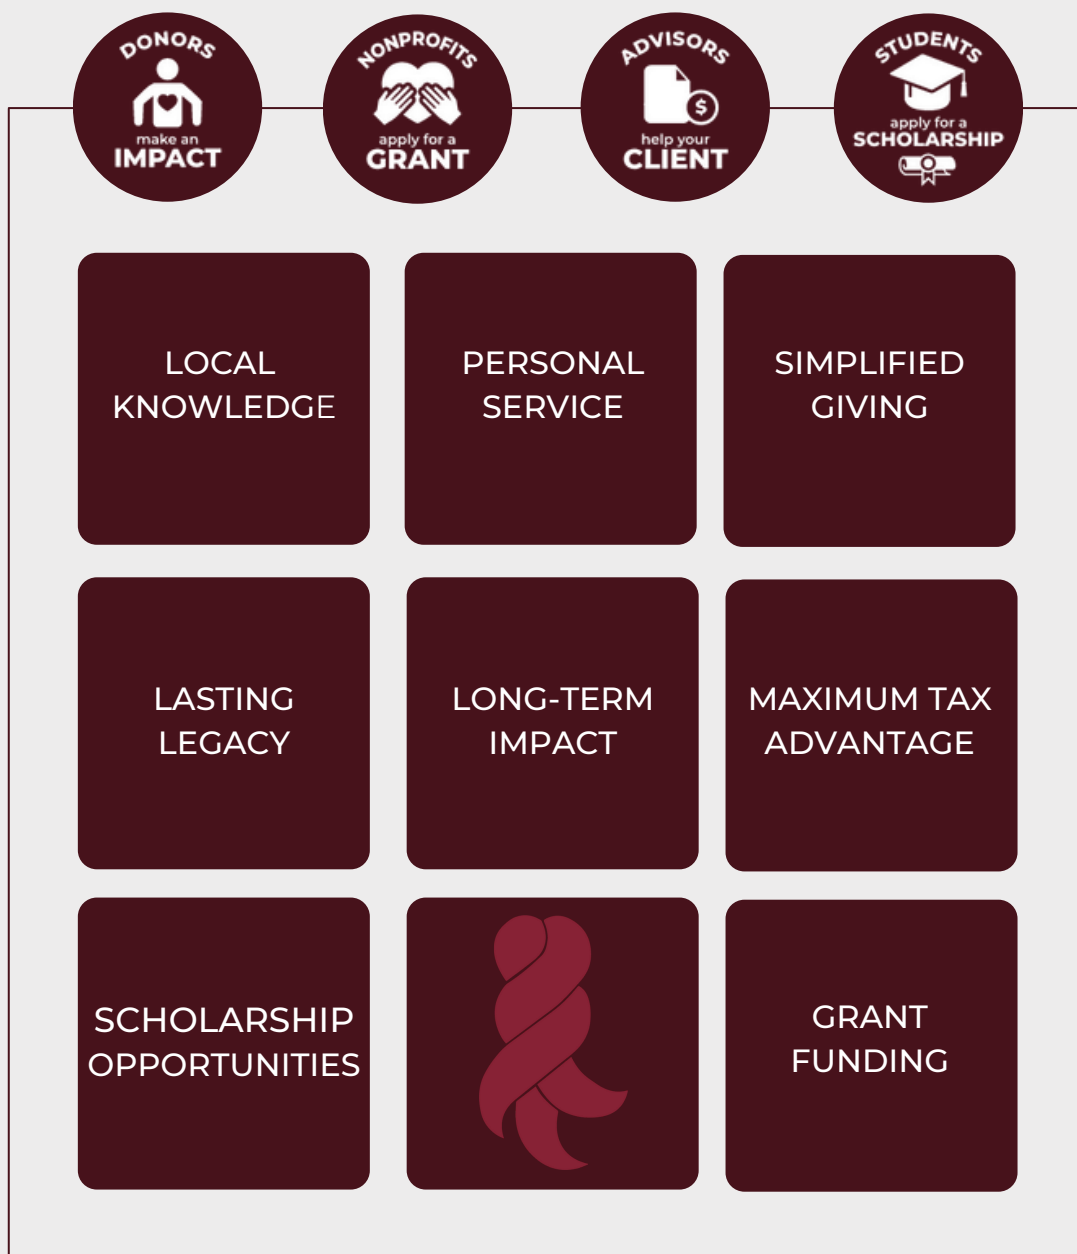 DONORS
make an
IMPACT
NONPROFITS
apply for a
GRANT
ADVISORS
$
help your
CLIENT
STUDENTS
apply for a
SCHOLARSHIP
LOCAL
KNOWLEDGE
PERSONAL
SERVICE
SIMPLIFIED
GIVING
LASTING
LEGACY
LONG-TERM
IMPACT
MAXIMUM TAX
ADVANTAGE
SCHOLARSHIP
OPPORTUNITIES
GRANT
FUNDING